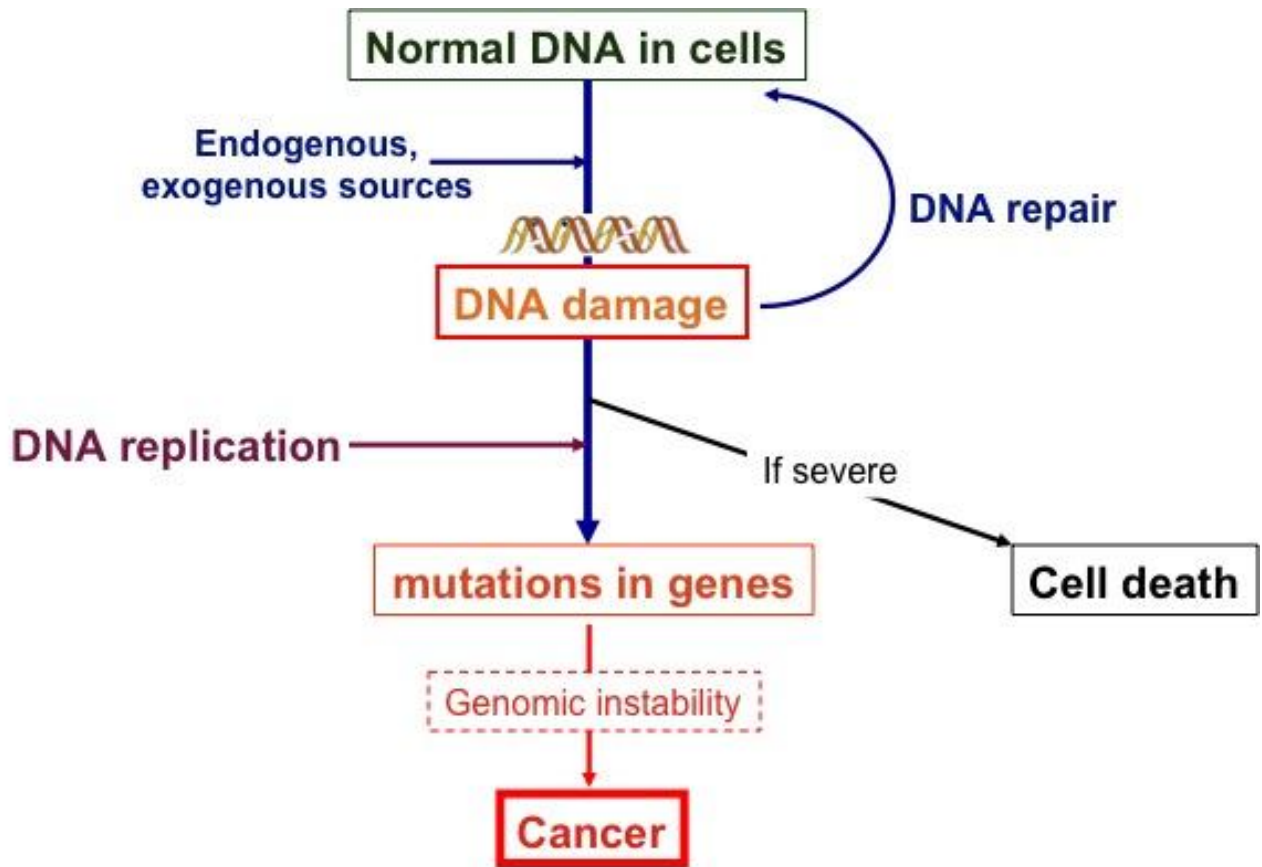 Normal DNA in cells
Endogenous,
exogenous sources
DNA repair
DNA damage
DNA replication
If severe
mutations in genes
Cell death
Genomic instability
Cancer